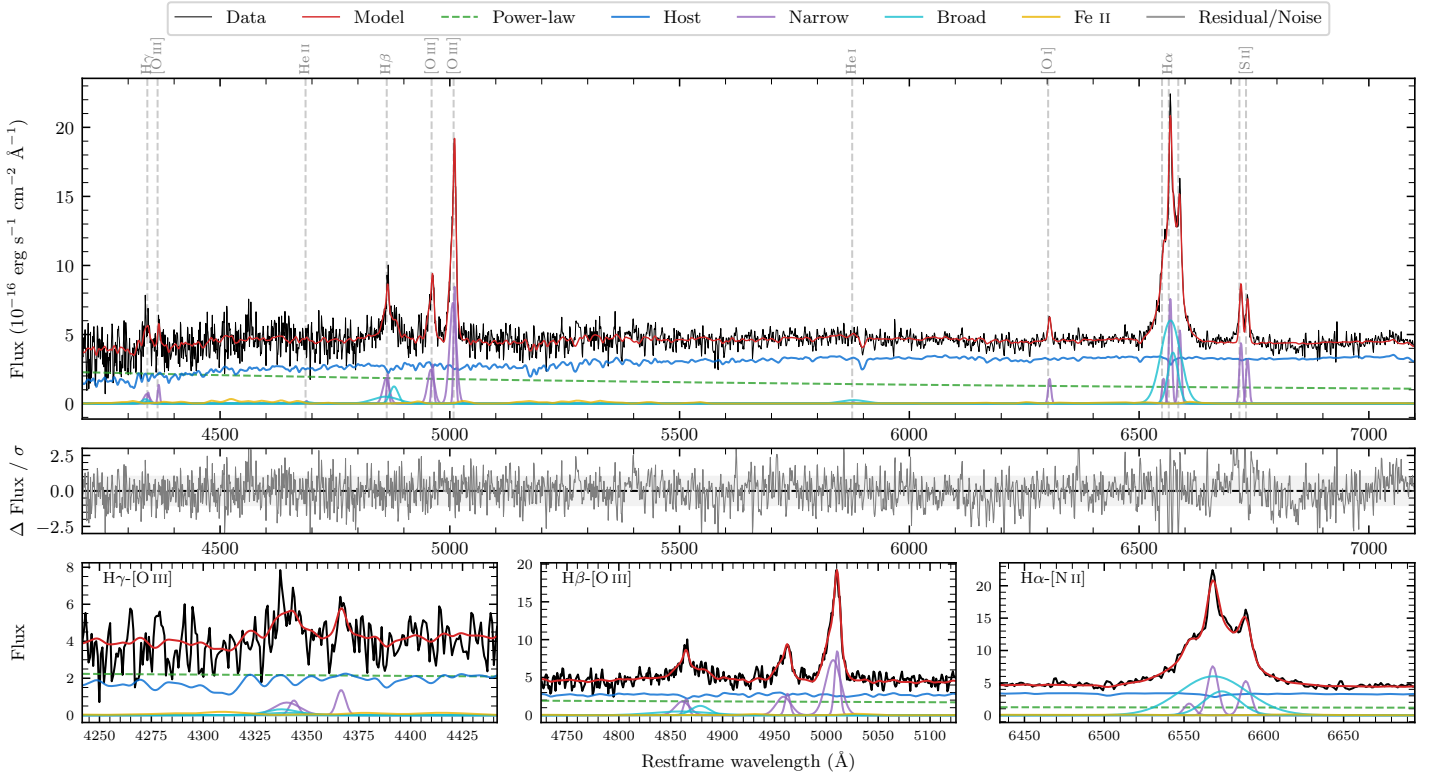 Data Model Power-law Host Narrow Broad Fe II Residual/Noise
Hγ [O III] He II Hβ [O III] [O III] He I [O I] Hα [S II]
Flux (10⁻¹⁶ erg s⁻¹ cm⁻² Å⁻¹)
20
15
10
5
0
4500 5000 5500 6000 6500 7000
Δ Flux / σ
2.5
0.0
−2.5
4500 5000 5500 6000 6500 7000
Flux
Hγ-[O III]
8
6
4
2
0
4250 4275 4300 4325 4350 4375 4400 4425
Hβ-[O III]
20
15
10
5
0
4750 4800 4850 4900 4950 5000 5050 5100
Hα-[N II]
20
15
10
5
0
6450 6500 6550 6600 6650
Restframe wavelength (Å)